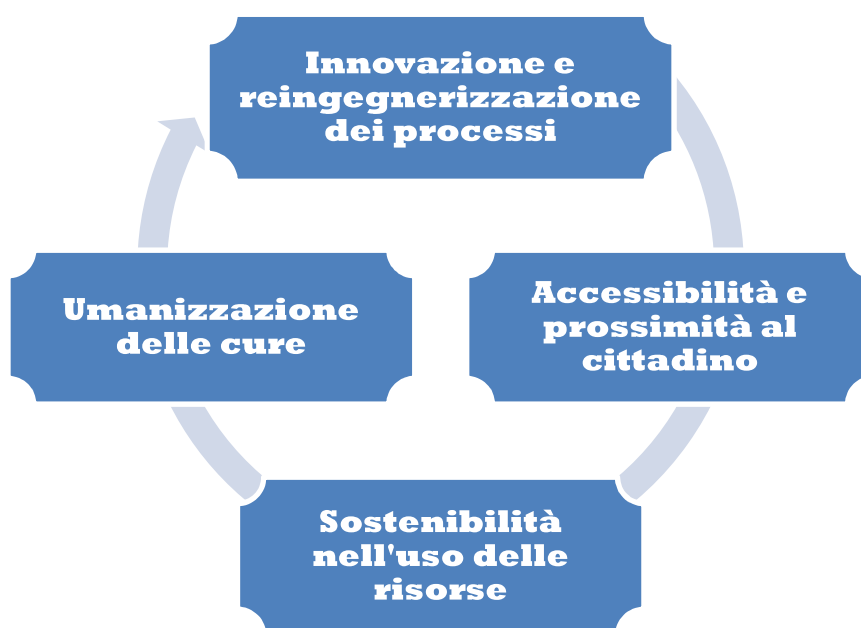 Innovazione e
reingegnerizzazione
dei processi
Accessibilità e
prossimità al
cittadino
Sostenibilità
nell'uso delle
risorse
Umanizzazione
delle cure